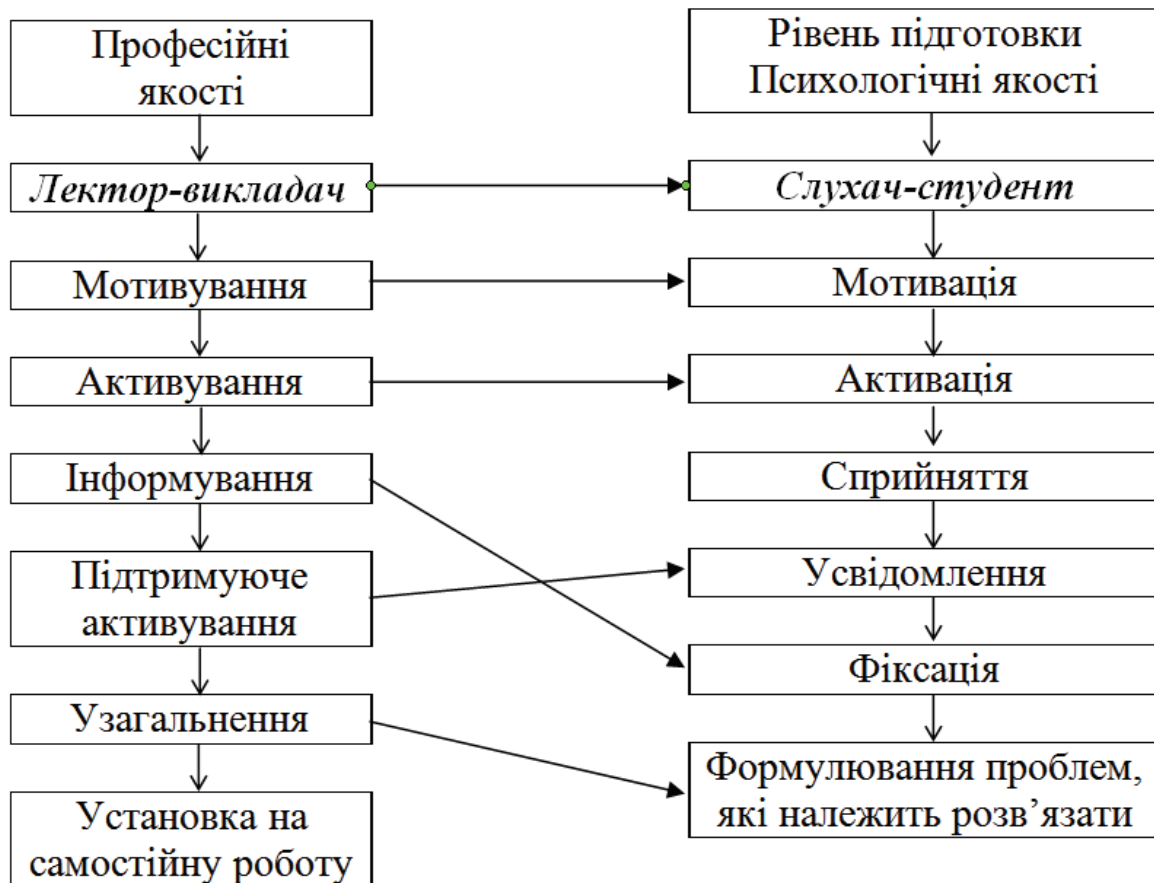 Професійні
якості
Рівень підготовки
Психологічні якості
Лектор-викладач
Слухач-студент
Мотивування
Мотивація
Активування
Активація
Інформування
Сприйняття
Підтримуюче
активування
Усвідомлення
Фіксація
Узагальнення
Формулювання проблем,
які належить розв’язати
Установка на
самостійну роботу